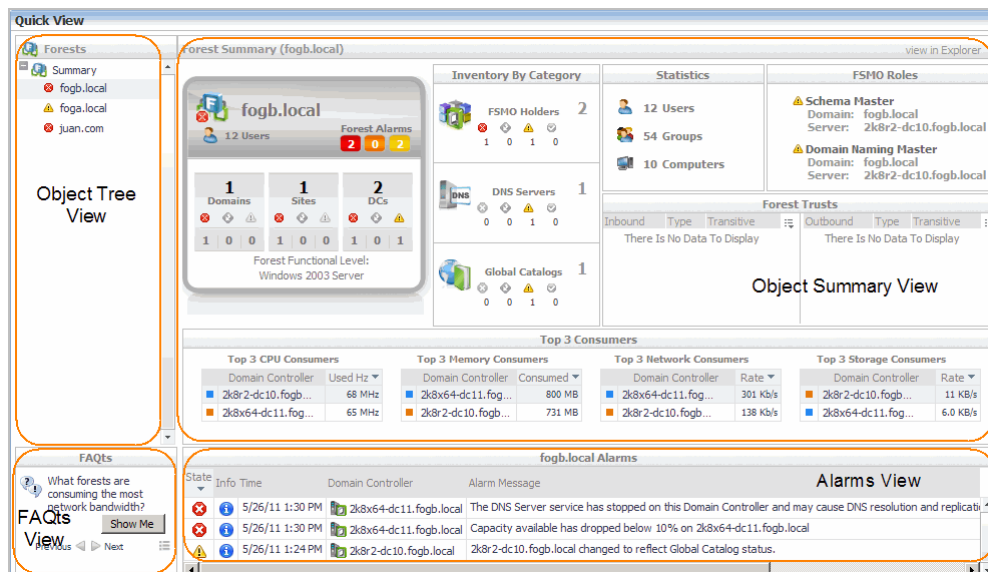 Quick View
Forests
Summary
fogb.local
foga.local
juan.com
Object Tree
View
Forest Summary (fogb.local)
view in Explorer
fogb.local
12 Users
Forest Alarms
2 0 2
1 1 2
Domains Sites DCs
1 0 0 1 0 0 1 0 1
Forest Functional Level:
Windows 2003 Server
Inventory By Category
FSMO Holders 2
1 0 1 0
DNS
DNS Servers 1
0 0 1 0
Global Catalogs 1
0 0 1 0
Statistics
12 Users
54 Groups
10 Computers
FSMO Roles
Schema Master
Domain: fogb.local
Server: 2k8r2-dc10.fogb.local
Domain Naming Master
Domain: fogb.local
Server: 2k8r2-dc10.fogb.local
Forest Trusts
Inbound Type Transitive Outbound Type Transitive
There Is No Data To Display There Is No Data To Display
Object Summary View
Top 3 Consumers
Top 3 CPU Consumers
Domain Controller Used Hz
2k8r2-dc10.fogb... 68 MHz
2k8x64-dc11.fog... 65 MHz
Top 3 Memory Consumers
Domain Controller Consumed
2k8x64-dc11.fog... 800 MB
2k8r2-dc10.fogb... 731 MB
Top 3 Network Consumers
Domain Controller Rate
2k8x64-dc11.fog... 301 Kb/s
2k8r2-dc10.fogb... 138 Kb/s
Top 3 Storage Consumers
Domain Controller Rate
2k8r2-dc10.fogb... 11 KB/s
2k8x64-dc11.fog... 6.0 KB/s
FAQts
What forests are
consuming the most
network bandwidth?
Show Me
Previous Next
FAQts
View
fogb.local Alarms
State Info Time Domain Controller Alarm Message
Alarms View
5/26/11 1:30 PM 2k8x64-dc11.fogb.local The DNS Server service has stopped on this Domain Controller and may cause DNS resolution and replicati
5/26/11 1:30 PM 2k8x64-dc11.fogb.local Capacity available has dropped below 10% on 2k8x64-dc11.fogb.local
5/26/11 1:24 PM 2k8r2-dc10.fogb.local 2k8r2-dc10.fogb.local changed to reflect Global Catalog status.